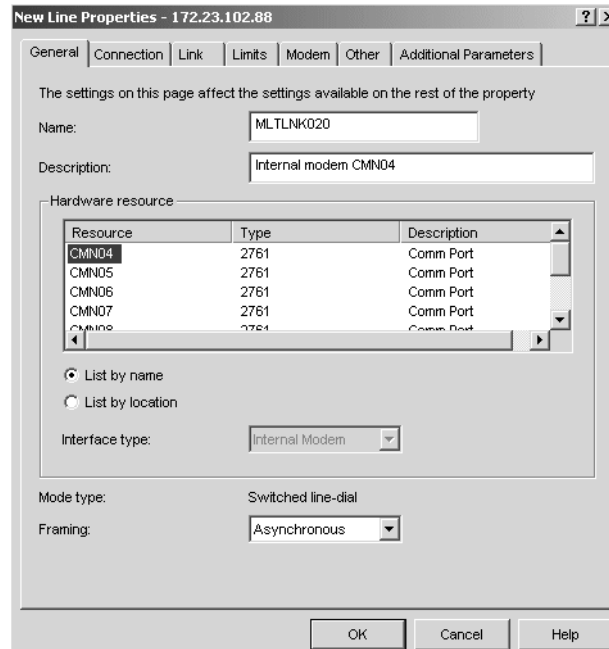 New Line Properties - 172.23.102.88
General Connection Link Limits Modem Other Additional Parameters
The settings on this page affect the settings available on the rest of the property
Name: MLTLNK020
Description: Internal modem CMN04
Hardware resource
Resource Type Description
CMN04 2761 Comm Port
CMN05 2761 Comm Port
CMN06 2761 Comm Port
CMN07 2761 Comm Port
CMN08 2761 Comm Port
List by name
List by location
Interface type: Internal Modem
Mode type: Switched line-dial
Framing: Asynchronous
OK Cancel Help